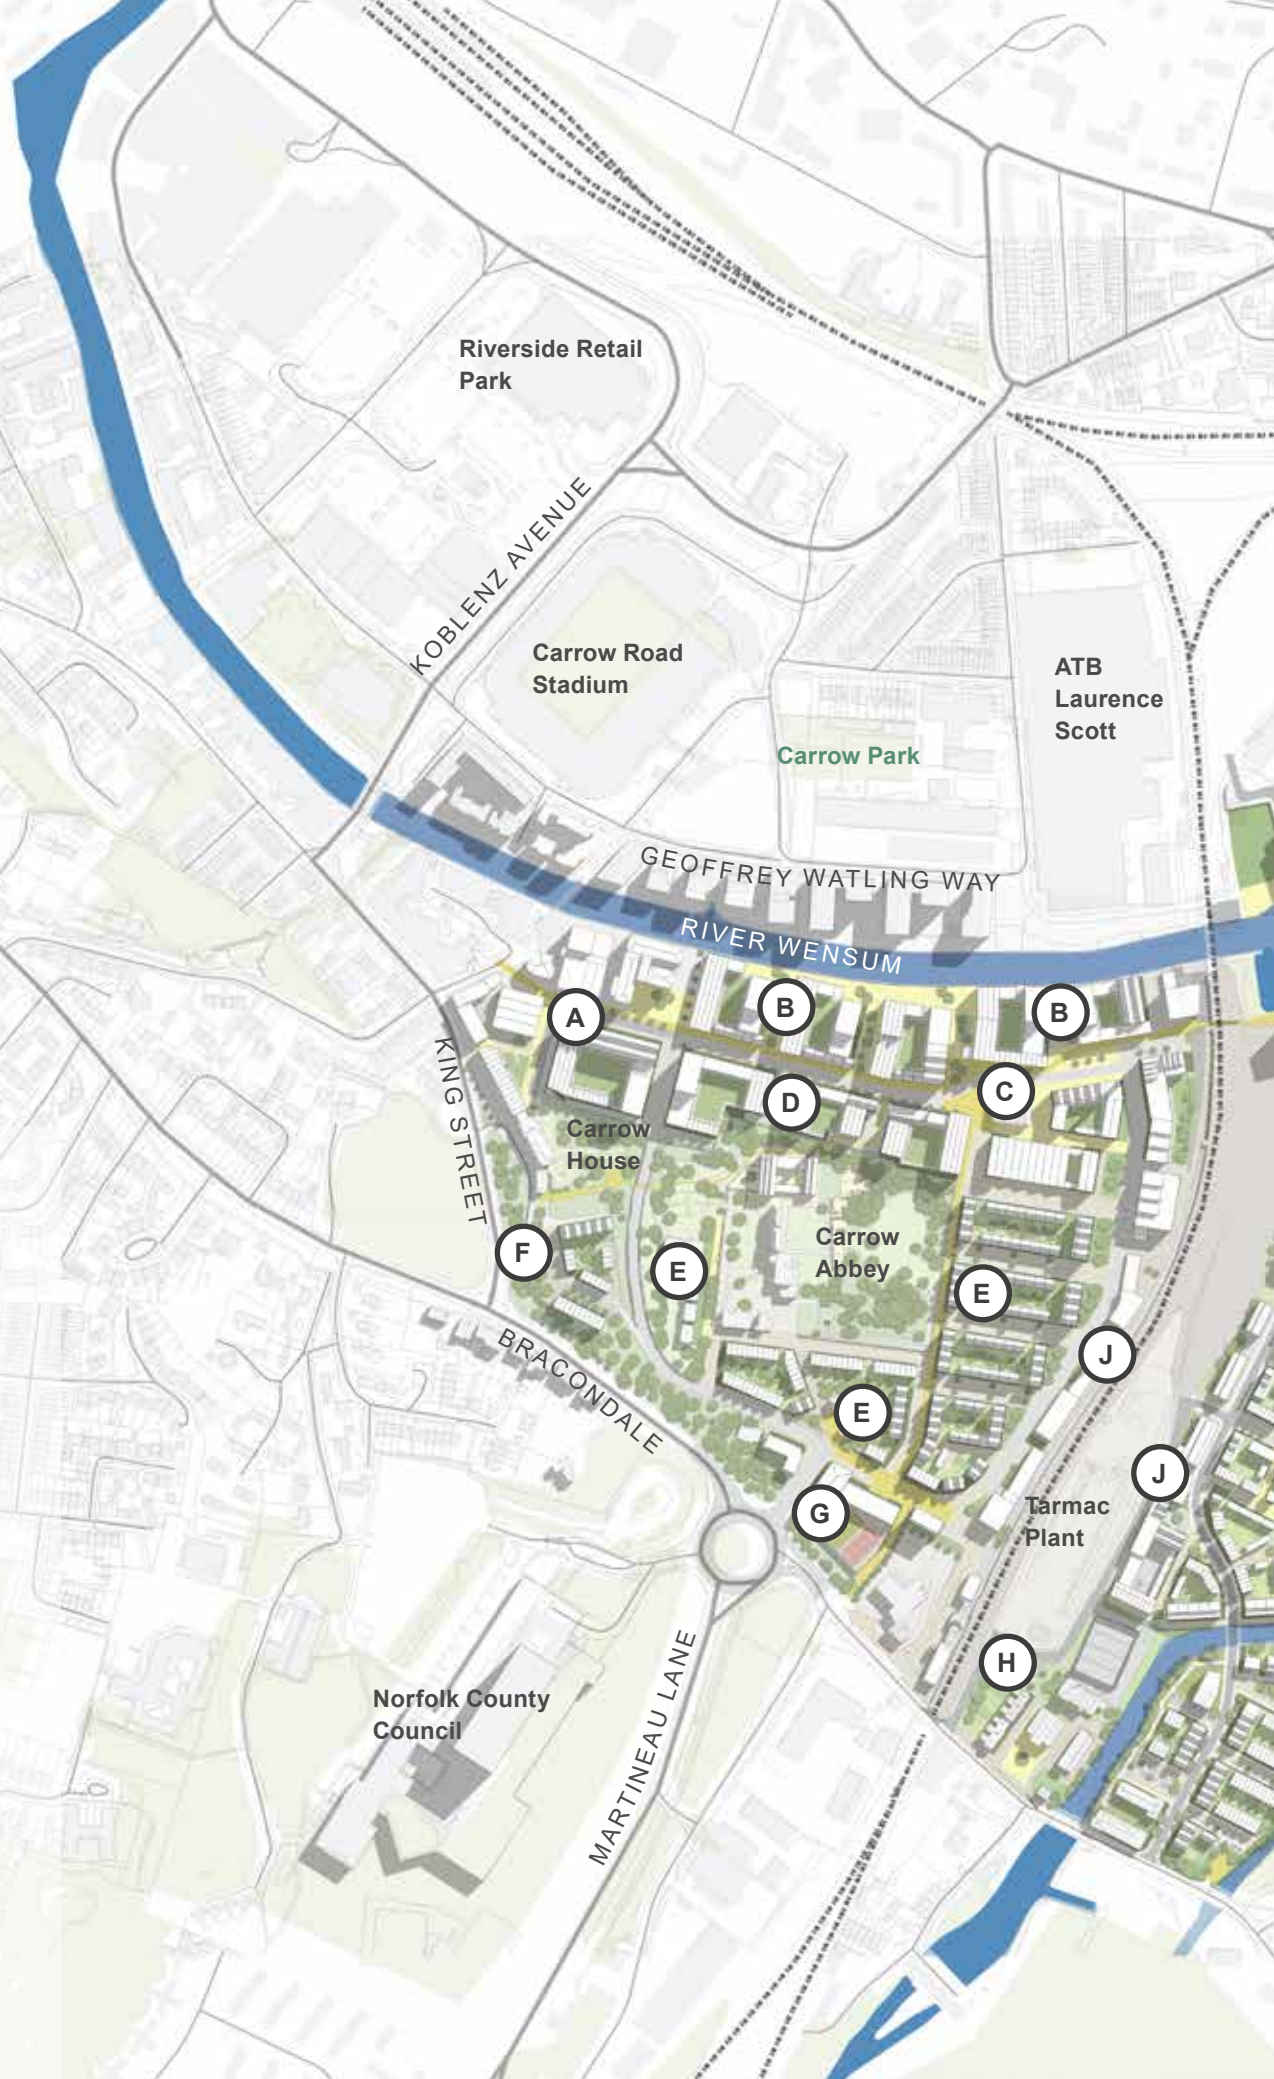 Riverside Retail
Park
KOBLENZ AVENUE
Carrow Road
Stadium
ATB
Laurence
Scott
Carrow Park
GEOFFREY WATLING WAY
RIVER WENSUM
A
B
B
C
D
KING STREET
Carrow
House
F
E
Carrow
Abbey
E
J
BRACONDALE
E
J
G
Tarmac
Plant
H
Norfolk County
Council
MARTINEAU LANE